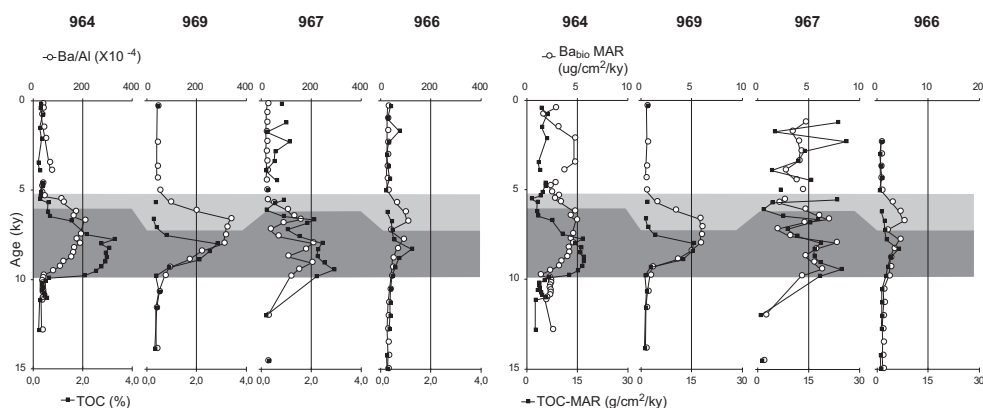 964 969 967 966 964 969 967 966
Ba/Al (X10 -4) Ba bio MAR
(ug/cm2/ky)
0 200 400 0 200 400 0 200 400 0 200 400 0 5 10 0 5 10 0 5 10 0 10 20
0
5
10
15
Age (ky)
0
5
10
15
0,0 2,0 4,0 0,0 2,0 4,0 0,0 2,0 4,0 0,0 2,0 4,0 0 15 30 0 15 30 0 15 30 0 15 30
TOC (%) TOC-MAR (g/cm2/ky)